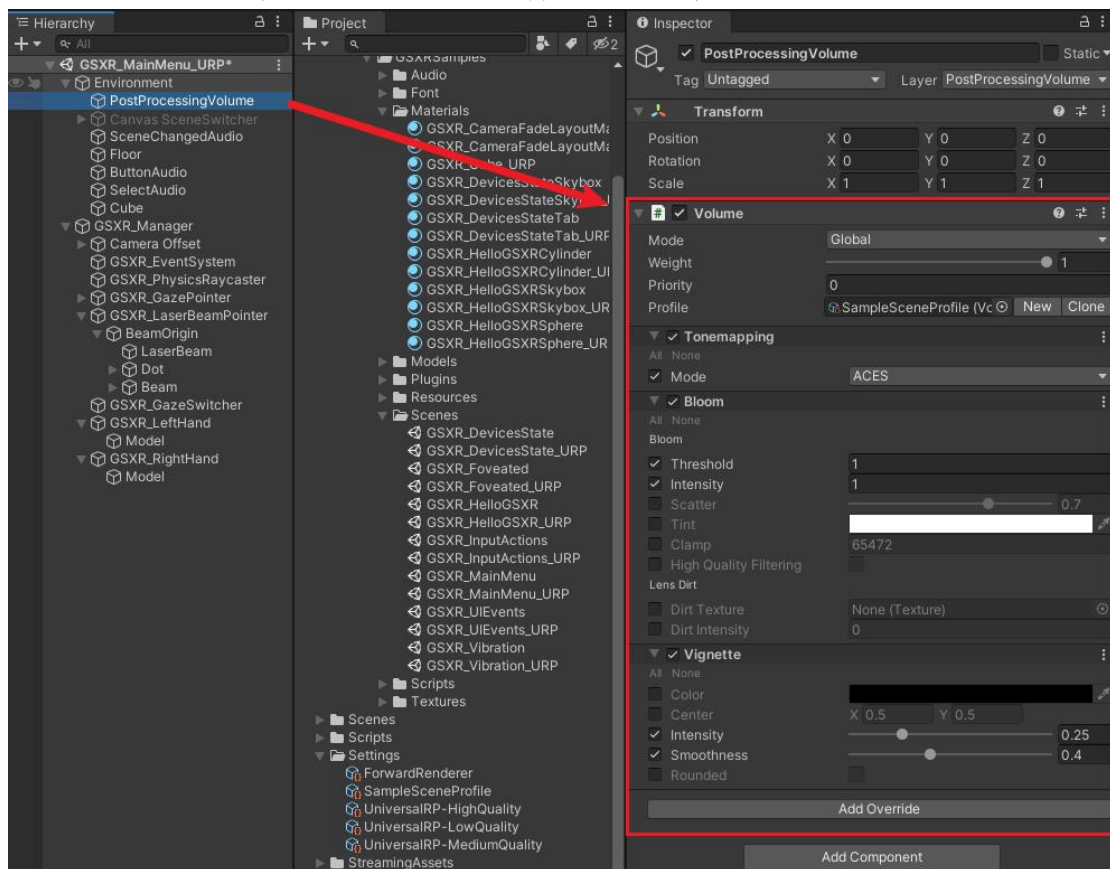 Hierarchy
All
GSXR_MainMenu_URP*
Environment
PostProcessingVolume
Canvas SceneSwitcher
SceneChangedAudio
Floor
ButtonAudio
SelectAudio
Cube
GSXR_Manager
Camera Offset
GSXR_EventSystem
GSXR_PhysicsRaycaster
GSXR_GazePointer
GSXR_LaserBeamPointer
BeamOrigin
LaserBeam
Dot
Beam
GSXR_GazeSwitcher
GSXR_LeftHand
Model
GSXR_RightHand
Model
Project
2
GSXRSamples
Audio
Font
Materials
GSXR_CameraFadeLayoutMa
GSXR_CameraFadeLayoutMa
GSXR_Cube_URP
GSXR_DevicesStateSkybox
GSXR_DevicesStateSky
GSXR_DevicesStateTab
GSXR_DevicesStateTab_URP
GSXR_HelloGSXRCylinder
GSXR_HelloGSXRCylinder_UI
GSXR_HelloGSXRSkybox
GSXR_HelloGSXRSkybox_UR
GSXR_HelloGSXRSphere
GSXR_HelloGSXRSphere_UR
Models
Plugins
Resources
Scenes
GSXR_DevicesState
GSXR_DevicesState_URP
GSXR_Foveated
GSXR_Foveated_URP
GSXR_HelloGSXR
GSXR_HelloGSXR_URP
GSXR_InputActions
GSXR_InputActions_URP
GSXR_MainMenu
GSXR_MainMenu_URP
GSXR_UIEvents
GSXR_UIEvents_URP
GSXR_Vibration
GSXR_Vibration_URP
Scripts
Textures
Scenes
Scripts
Settings
ForwardRenderer
SampleSceneProfile
UniversalRP-HighQuality
UniversalRP-LowQuality
UniversalRP-MediumQuality
StreamingAssets
Inspector
PostProcessingVolume Static
Tag Untagged Layer PostProcessingVolume
Transform
Position X 0 Y 0 Z 0
Rotation X 0 Y 0 Z 0
Scale X 1 Y 1 Z 1
# Volume
Mode Global
Weight 1
Priority 0
Profile SampleSceneProfile (Vc New Clone
Tonemapping
All None
Mode ACES
Bloom
All None
Bloom
Threshold 1
Intensity 1
Scatter 0.7
Tint
Clamp 65472
High Quality Filtering
Lens Dirt
Dirt Texture None (Texture)
Dirt Intensity 0
Vignette
All None
Color
Center X 0.5 Y 0.5
Intensity 0.25
Smoothness 0.4
Rounded
Add Override
Add Component